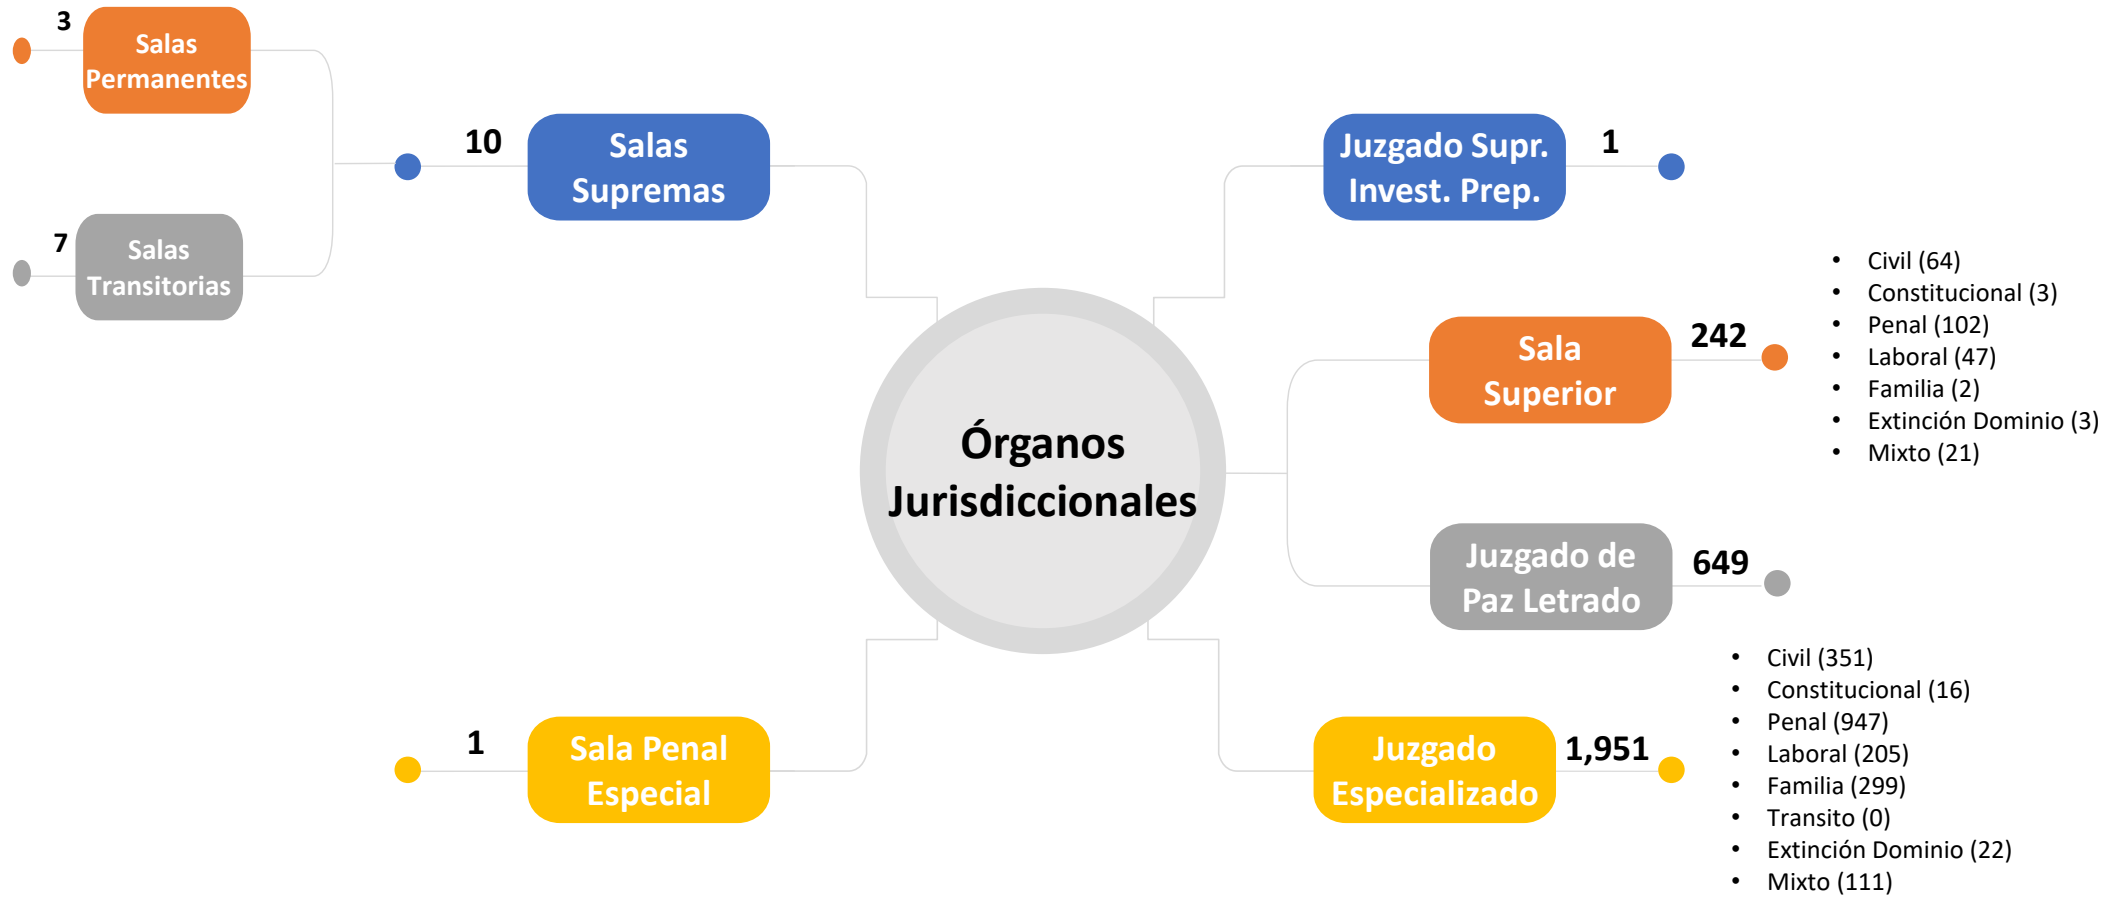 3
Salas
Permanentes
7
Salas
Transitorias
10
Salas
Supremas
Juzgado Supr.
Invest. Prep.
1
Órganos
Jurisdiccionales
Sala
Superior
242
• Civil (64)
• Constitucional (3)
• Penal (102)
• Laboral (47)
• Familia (2)
• Extinción Dominio (3)
• Mixto (21)
Juzgado de
Paz Letrado
649
1
Sala Penal
Especial
Juzgado
Especializado
1,951
• Civil (351)
• Constitucional (16)
• Penal (947)
• Laboral (205)
• Familia (299)
• Transito (0)
• Extinción Dominio (22)
• Mixto (111)